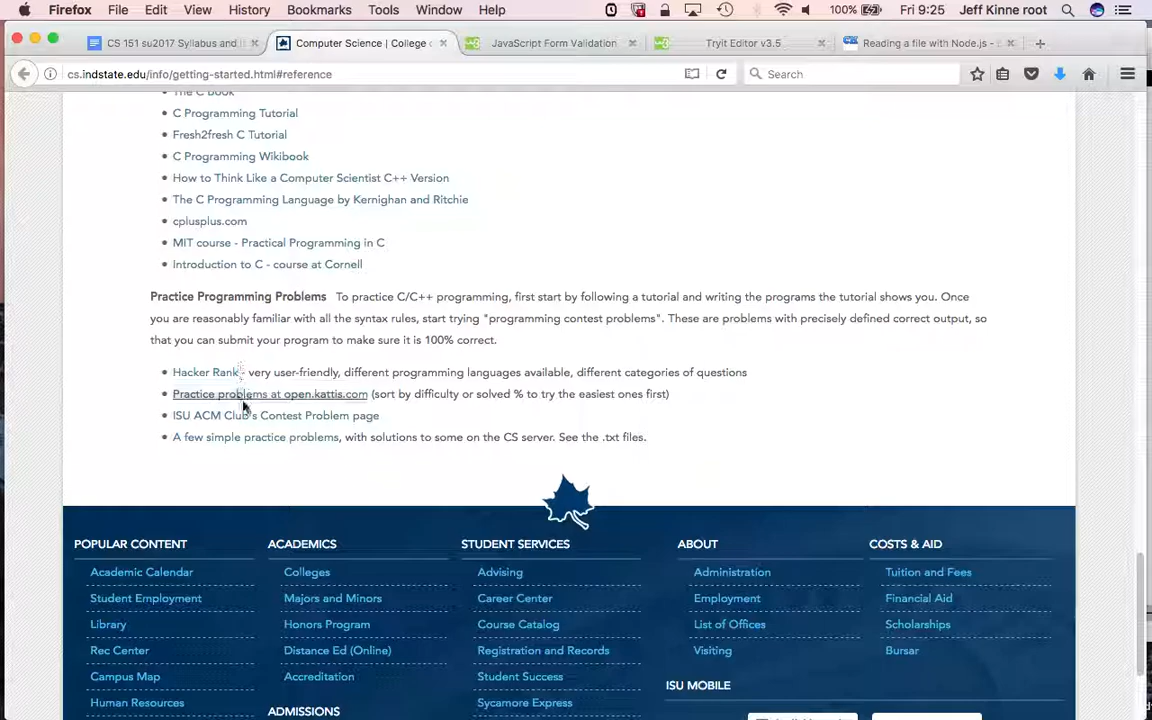 Firefox File Edit View History Bookmarks Tools Window Help 100% Fri 9:25 Jeff Kinne root
CS 151 su2017 Syllabus and Computer Science | College JavaScript Form Validation Tryit Editor v3.5 Reading a file with Node.js -
cs.indstate.edu/info/getting-started.html#reference Search
The C Book
C Programming Tutorial
Fresh2fresh C Tutorial
C Programming Wikibook
How to Think Like a Computer Scientist C++ Version
The C Programming Language by Kernighan and Ritchie
cplusplus.com
MIT course - Practical Programming in C
Introduction to C - course at Cornell
Practice Programming Problems To practice C/C++ programming, first start by following a tutorial and writing the programs the tutorial shows you. Once
you are reasonably familiar with all the syntax rules, start trying "programming contest problems". These are problems with precisely defined correct output, so
that you can submit your program to make sure it is 100% correct.
Hacker Rank - very user-friendly, different programming languages available, different categories of questions
Practice problems at open.kattis.com (sort by difficulty or solved % to try the easiest ones first)
ISU ACM Club's Contest Problem page
A few simple practice problems, with solutions to some on the CS server. See the .txt files.
POPULAR CONTENT ACADEMICS STUDENT SERVICES ABOUT COSTS & AID
Academic Calendar Colleges Advising Administration Tuition and Fees
Student Employment Majors and Minors Career Center Employment Financial Aid
Library Honors Program Course Catalog List of Offices Scholarships
Rec Center Distance Ed (Online) Registration and Records Visiting Bursar
Campus Map Accreditation Student Success ISU MOBILE
Human Resources ADMISSIONS Sycamore Express